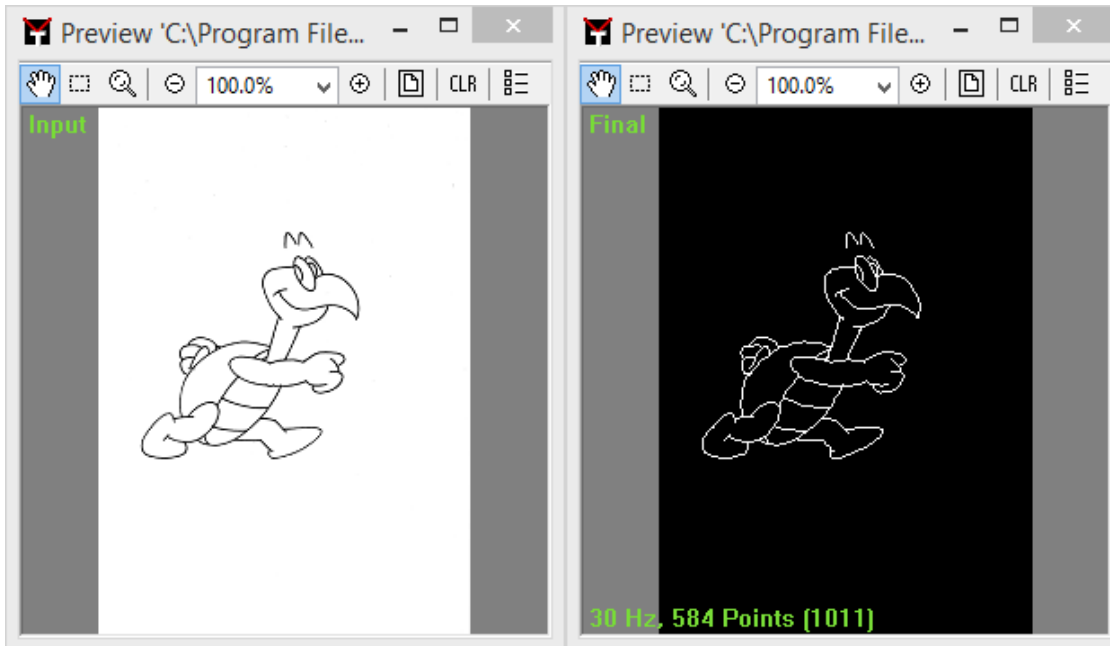 Preview 'C:\Program File...
100.0%
CLR
Input
Preview 'C:\Program File...
100.0%
CLR
Final
30 Hz, 584 Points (1011)